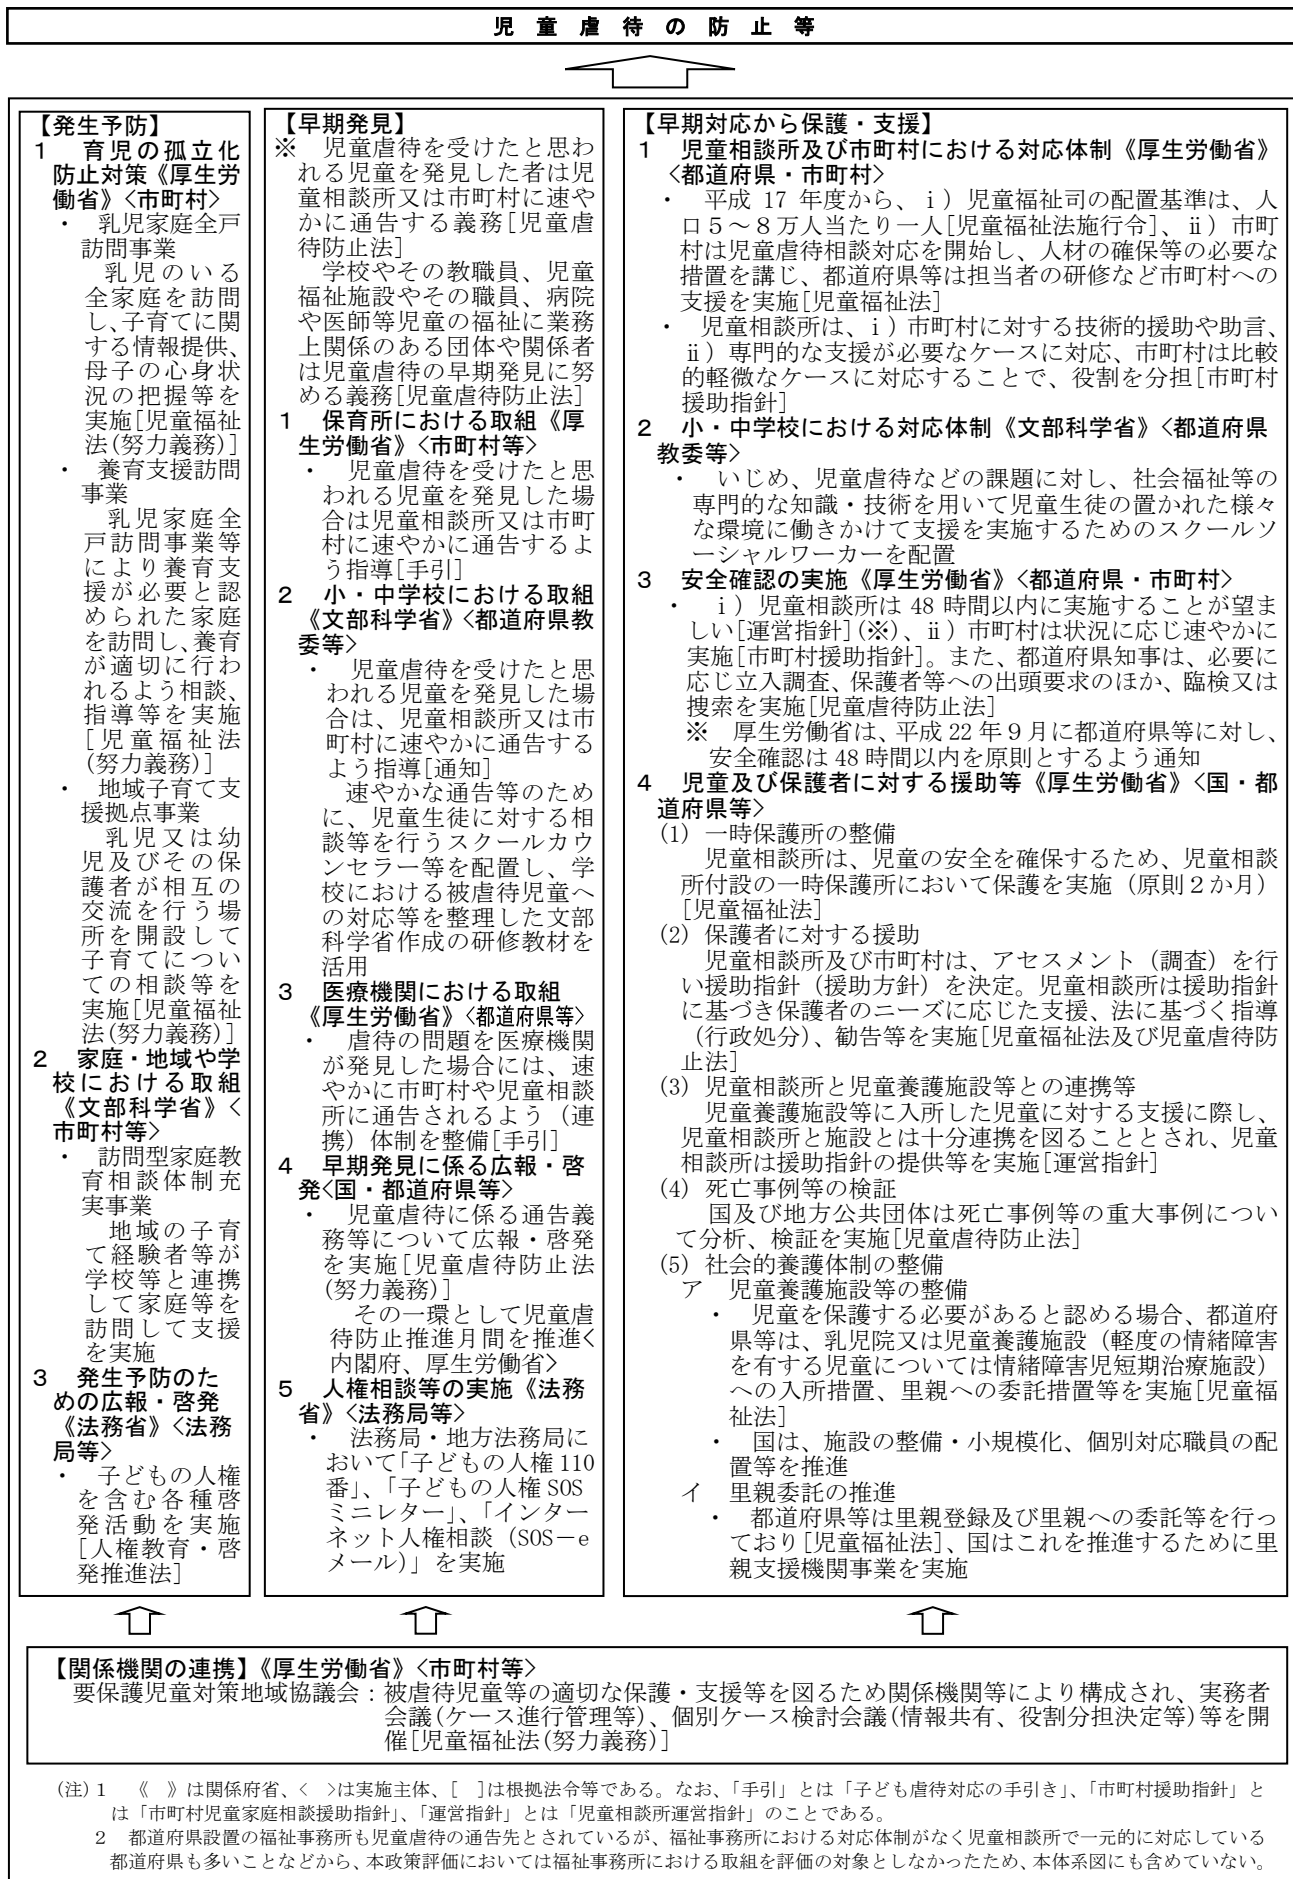 児童虐待の防止等
【発生予防】
1 育児の孤立化
防止対策《厚生労
働省》<市町村>
・ 乳児家庭全戸
訪問事業
乳児のいる
全家庭を訪問
し、子育てに関
する情報提供、
母子の心身状
況の把握等を
実施[児童福祉
法(努力義務)]
・ 養育支援訪問
事業
乳児家庭全
戸訪問事業等
により養育支
援が必要と認
められた家庭
を訪問し、養育
が適切に行わ
れるよう相談、
指導等を実施
[児童福祉法
(努力義務)]
・ 地域子育て支
援拠点事業
乳児又は幼
児及びその保
護者が相互の
交流を行う場
所を開設して
子育てについ
ての相談等を
実施[児童福祉
法(努力義務)]
2 家庭・地域や学
校における取組
《文部科学省》<
市町村等>
・ 訪問型家庭教
育相談体制充
実事業
地域の子育
て経験者等が
学校等と連携
して家庭等を
訪問して支援
を実施
3 発生予防のた
めの広報・啓発
《法務省》<法務
局等>
・ 子どもの人権
を含む各種啓
発活動を実施
[人権教育・啓
発推進法]
【早期発見】
※ 児童虐待を受けたと思わ
れる児童を発見した者は児
童相談所又は市町村に速や
かに通告する義務[児童虐
待防止法]
学校やその教職員、児童
福祉施設やその職員、病院
や医師等児童の福祉に業務
上関係のある団体や関係者
は児童虐待の早期発見に努
める義務[児童虐待防止法]
1 保育所における取組《厚
生労働省》<市町村等>
・ 児童虐待を受けたと思
われる児童を発見した場
合は児童相談所又は市町
村に速やかに通告するよ
う指導[手引]
2 小・中学校における取組
《文部科学省》<都道府県教
委等>
・ 児童虐待を受けたと思
われる児童を発見した場
合は、児童相談所又は市
町村に速やかに通告する
よう指導[通知]
速やかな通告等のため
に、児童生徒に対する相
談等を行うスクールカウ
ンセラー等を配置し、学
校における被虐待児童へ
の対応等を整理した文部
科学省作成の研修教材を
活用
3 医療機関における取組
《厚生労働省》<都道府県等>
・ 虐待の問題を医療機関
が発見した場合には、速
やかに市町村や児童相談
所に通告されるよう(連
携)体制を整備[手引]
4 早期発見に係る広報・啓
発<国・都道府県等>
・ 児童虐待に係る通告義
務等について広報・啓発
を実施[児童虐待防止法
(努力義務)]
その一環として児童虐
待防止推進月間を推進<
内閣府、厚生労働省>
5 人権相談等の実施《法務
省》<法務局等>
・ 法務局・地方法務局に
おいて「子どもの人権 110
番」、「子どもの人権 SOS
ミニレター」、「インター
ネット人権相談(SOS-e
メール)」を実施
【早期対応から保護・支援】
1 児童相談所及び市町村における対応体制《厚生労働省》
<都道府県・市町村>
・ 平成 17 年度から、ⅰ)児童福祉司の配置基準は、人
口5~8万人当たり一人[児童福祉法施行令]、ⅱ)市町
村は児童虐待相談対応を開始し、人材の確保等の必要な
措置を講じ、都道府県等は担当者の研修など市町村への
支援を実施[児童福祉法]
・ 児童相談所は、ⅰ)市町村に対する技術的援助や助言、
ⅱ)専門的な支援が必要なケースに対応、市町村は比較
的軽微なケースに対応することで、役割を分担[市町村
援助指針]
2 小・中学校における対応体制《文部科学省》<都道府県
教委等>
・ いじめ、児童虐待などの課題に対し、社会福祉等の
専門的な知識・技術を用いて児童生徒の置かれた様々
な環境に働きかけて支援を実施するためのスクールソ
ーシャルワーカーを配置
3 安全確認の実施《厚生労働省》<都道府県・市町村>
・ ⅰ)児童相談所は 48 時間以内に実施することが望ま
しい[運営指針](※)、ⅱ)市町村は状況に応じ速やかに
実施[市町村援助指針]。また、都道府県知事は、必要に
応じ立入調査、保護者等への出頭要求のほか、臨検又は
捜索を実施[児童虐待防止法]
※ 厚生労働省は、平成 22 年9月に都道府県等に対し、
安全確認は 48 時間以内を原則とするよう通知
4 児童及び保護者に対する援助等《厚生労働省》<国・都
道府県等>
(1) 一時保護所の整備
児童相談所は、児童の安全を確保するため、児童相談
所付設の一時保護所において保護を実施(原則2か月)
[児童福祉法]
(2) 保護者に対する援助
児童相談所及び市町村は、アセスメント(調査)を行
い援助指針(援助方針)を決定。児童相談所は援助指針
に基づき保護者のニーズに応じた支援、法に基づく指導
(行政処分)、勧告等を実施[児童福祉法及び児童虐待防
止法]
(3) 児童相談所と児童養護施設等との連携等
児童養護施設等に入所した児童に対する支援に際し、
児童相談所と施設とは十分連携を図ることとされ、児童
相談所は援助指針の提供等を実施[運営指針]
(4) 死亡事例等の検証
国及び地方公共団体は死亡事例等の重大事例につい
て分析、検証を実施[児童虐待防止法]
(5) 社会的養護体制の整備
ア 児童養護施設等の整備
・ 児童を保護する必要があると認める場合、都道府
県等は、乳児院又は児童養護施設(軽度の情緒障害
を有する児童については情緒障害児短期治療施設)
への入所措置、里親への委託措置等を実施[児童福
祉法]
・ 国は、施設の整備・小規模化、個別対応職員の配
置等を推進
イ 里親委託の推進
・ 都道府県等は里親登録及び里親への委託等を行っ
ており[児童福祉法]、国はこれを推進するために里
親支援機関事業を実施
【関係機関の連携】《厚生労働省》<市町村等>
要保護児童対策地域協議会:被虐待児童等の適切な保護・支援等を図るため関係機関等により構成され、実務者
会議(ケース進行管理等)、個別ケース検討会議(情報共有、役割分担決定等)等を開
催[児童福祉法(努力義務)]
(注)1 《 》は関係府省、< >は実施主体、[ ]は根拠法令等である。なお、「手引」とは「子ども虐待対応の手引き」、「市町村援助指針」と
は「市町村児童家庭相談援助指針」、「運営指針」とは「児童相談所運営指針」のことである。
2 都道府県設置の福祉事務所も児童虐待の通告先とされているが、福祉事務所における対応体制がなく児童相談所で一元的に対応している
都道府県も多いことなどから、本政策評価においては福祉事務所における取組を評価の対象としなかったため、本体系図にも含めていない。